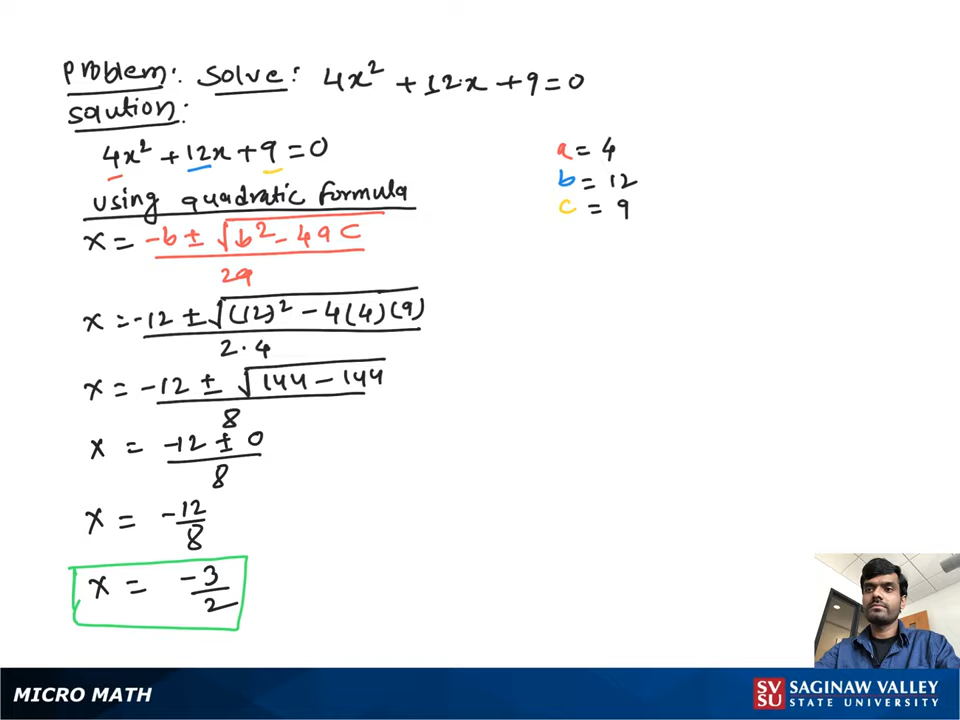 Problem: Solve: 4x² + 12x + 9 = 0
Solution:
4x² + 12x + 9 = 0
a = 4
b = 12
c = 9
using quadratic formula
x = -b ± √b² - 4ac
2a
x = -12 ± √(12)² - 4(4)(9)
2 · 4
x = -12 ± √144 - 144
8
x = -12 ± 0
8
x = -12
8
x = -3
2
MICRO MATH
SV
SU
SAGINAW VALLEY
STATE UNIVERSITY